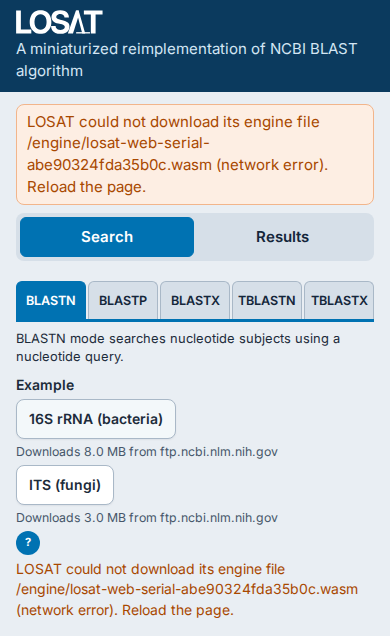 LOSAT
A miniaturized reimplementation of NCBI BLAST
algorithm
LOSAT could not download its engine file
/engine/losat-web-serial-
abe90324fda35b0c.wasm (network error).
Reload the page.
Search
Results
BLASTN
BLASTP
BLASTX
TBLASTN
TBLASTX
BLASTN mode searches nucleotide subjects using a
nucleotide query.
Example
16S rRNA (bacteria)
Downloads 8.0 MB from ftp.ncbi.nlm.nih.gov
ITS (fungi)
Downloads 3.0 MB from ftp.ncbi.nlm.nih.gov
?
LOSAT could not download its engine file
/engine/losat-web-serial-abe90324fda35b0c.wasm
(network error). Reload the page.